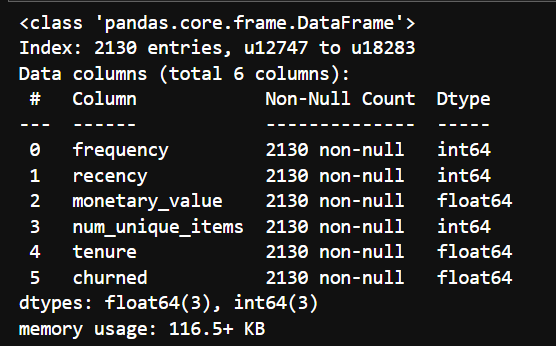 <class 'pandas.core.frame.DataFrame'>
Index: 2130 entries, u12747 to u18283
Data columns (total 6 columns):
 #   Column            Non-Null Count  Dtype
---  ------            --------------  -----
 0   frequency         2130 non-null   int64
 1   recency           2130 non-null   int64
 2   monetary_value    2130 non-null   float64
 3   num_unique_items  2130 non-null   int64
 4   tenure            2130 non-null   float64
 5   churned           2130 non-null   float64
dtypes: float64(3), int64(3)
memory usage: 116.5+ KB